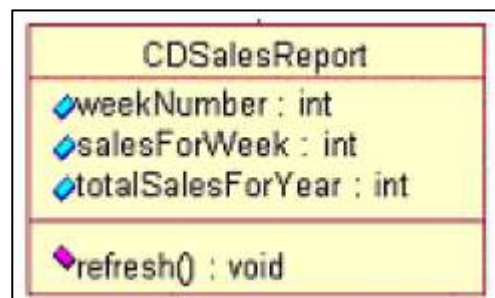 CDSalesReport
weekNumber : int
salesForWeek : int
totalSalesForYear : int
refresh() : void